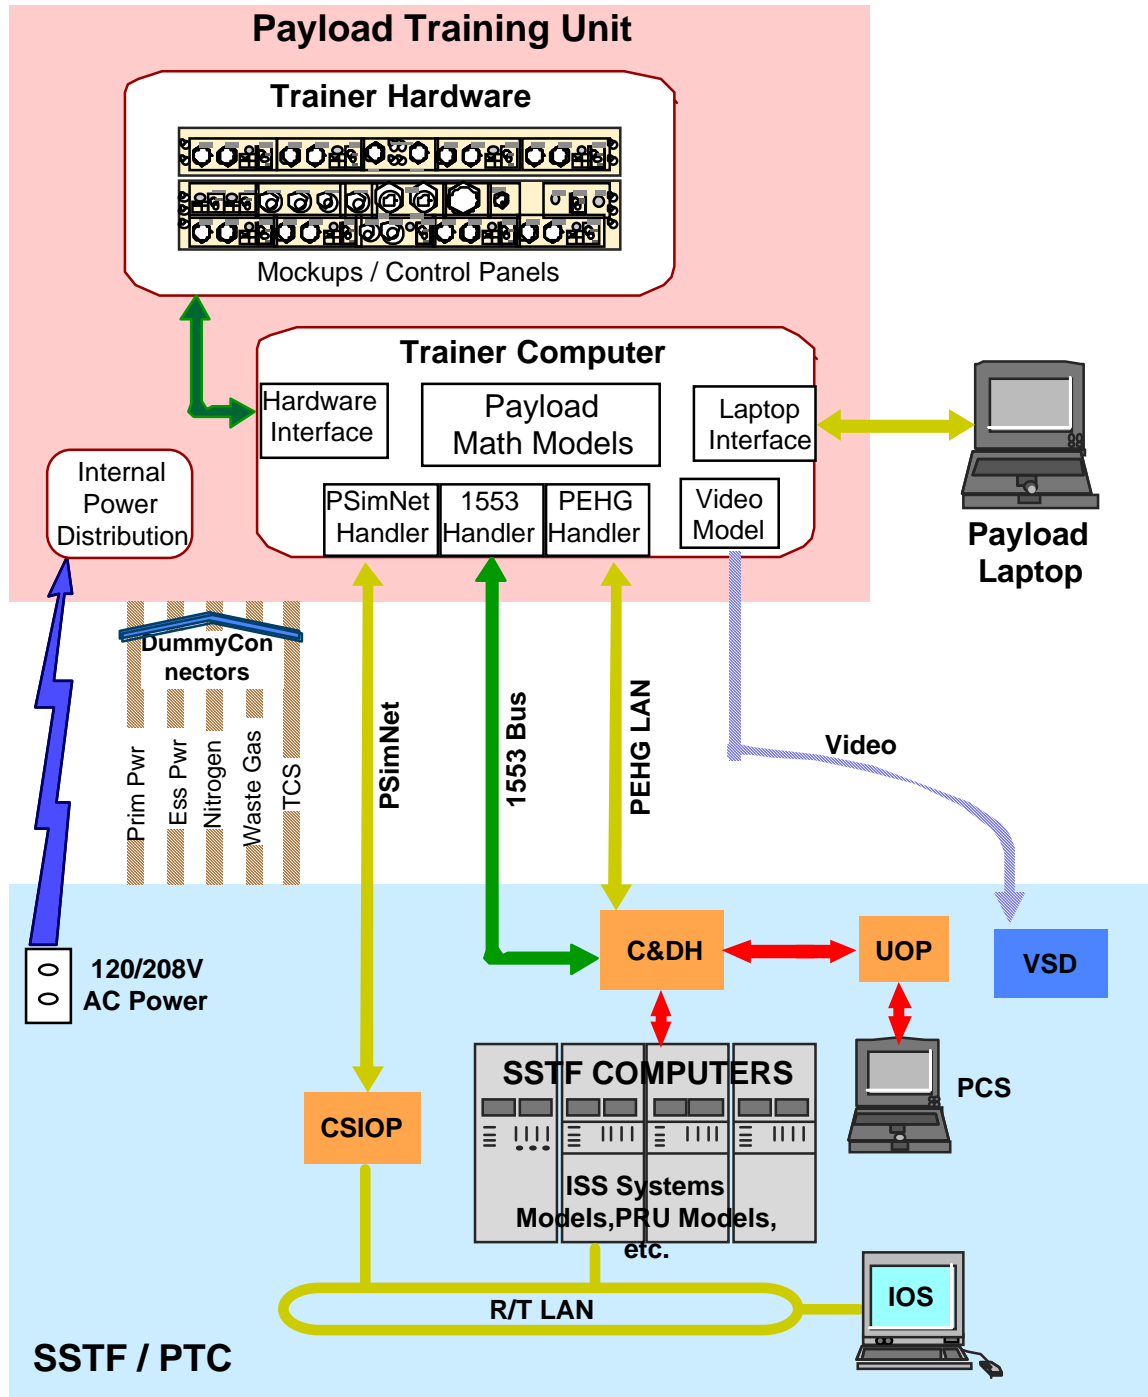 Payload Training Unit
Trainer Hardware
Mockups / Control Panels
Trainer Computer
Hardware
Interface
Payload
Math Models
Laptop
Interface
Internal
Power
Distribution
PSimNet
Handler
1553
Handler
PEHG
Handler
Video
Model
Payload
Laptop
DummyCon
nectors
Prim Pwr
Ess Pwr
Nitrogen
Waste Gas
TCS
PSimNet
1553 Bus
PEHG LAN
Video
120/208V
AC Power
C&DH
UOP
VSD
SSTF COMPUTERS
PCS
CSIOP
ISS Systems
Models,PRU Models,
etc.
R/T LAN
IOS
SSTF / PTC